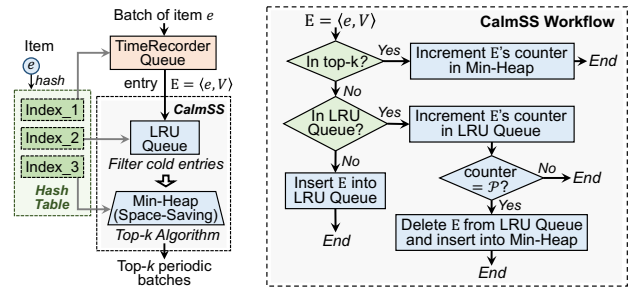 Batch of item e
Item
e
hash
TimeRecorder
Queue
entry E = ⟨e, V⟩
CalmSS
Index_1
Index_2
Index_3
Hash
Table
LRU
Queue
Filter cold entries
Min-Heap
(Space-Saving)
Top-k Algorithm
Top-k periodic
batches
E = ⟨e, V⟩
CalmSS Workflow
In top-k?
Yes
Increment E's counter
in Min-Heap
End
No
In LRU
Queue?
Yes
Increment E's counter
in LRU Queue
No
Insert E into
LRU Queue
End
counter
= 𝒫?
No
End
Yes
Delete E from LRU Queue
and insert into Min-Heap
End